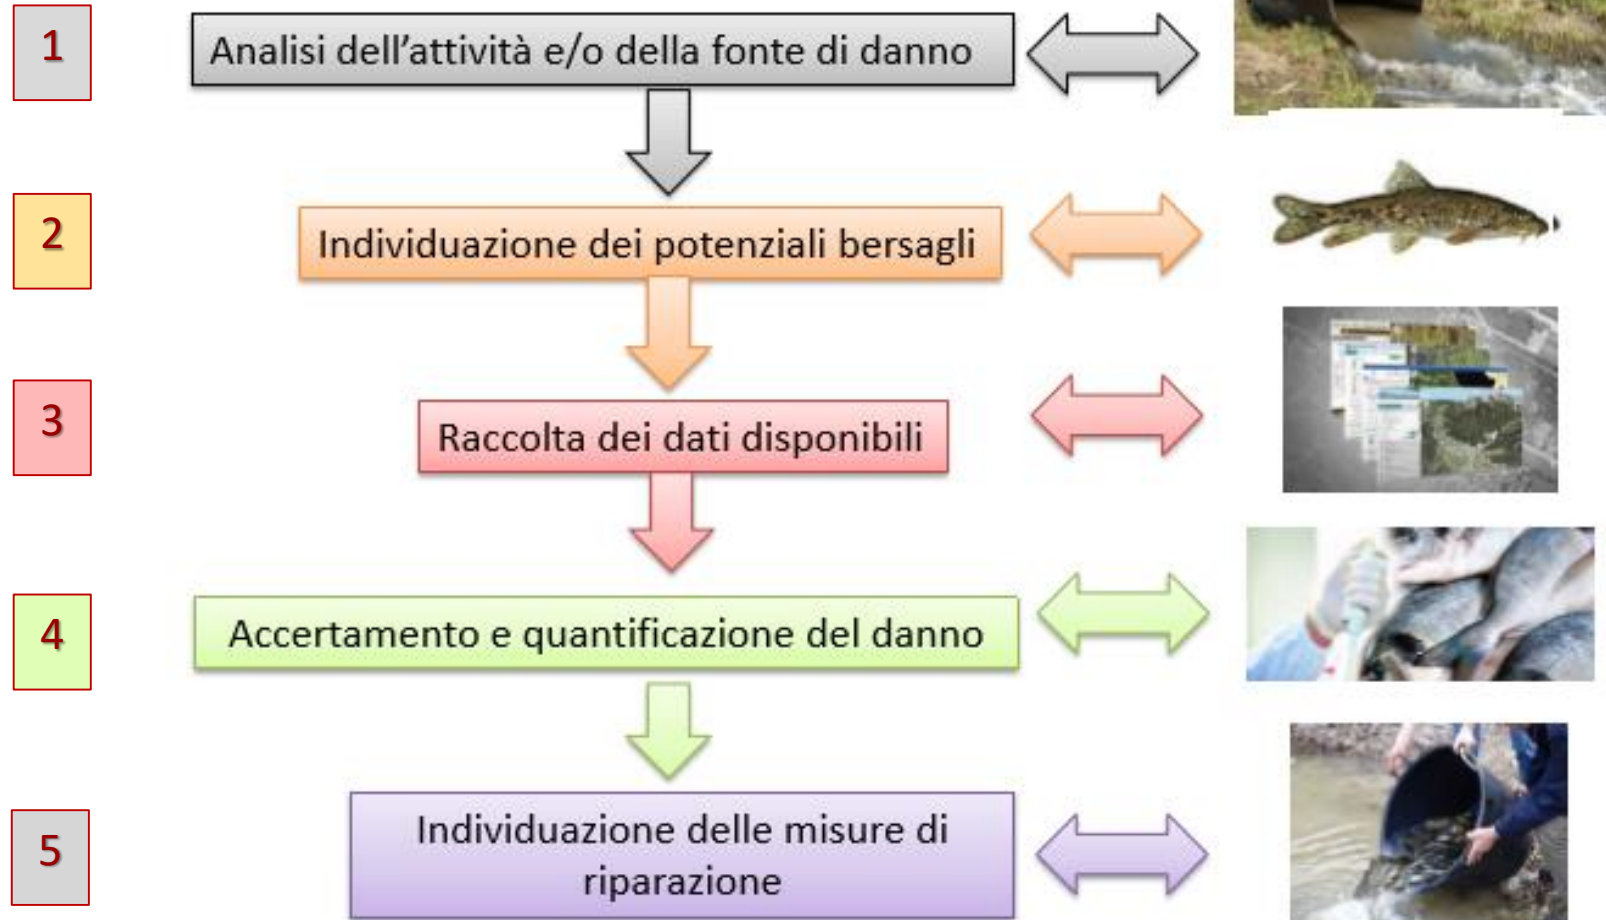 1
Analisi dell’attività e/o della fonte di danno
2
Individuazione dei potenziali bersagli
3
Raccolta dei dati disponibili
4
Accertamento e quantificazione del danno
5
Individuazione delle misure di
riparazione